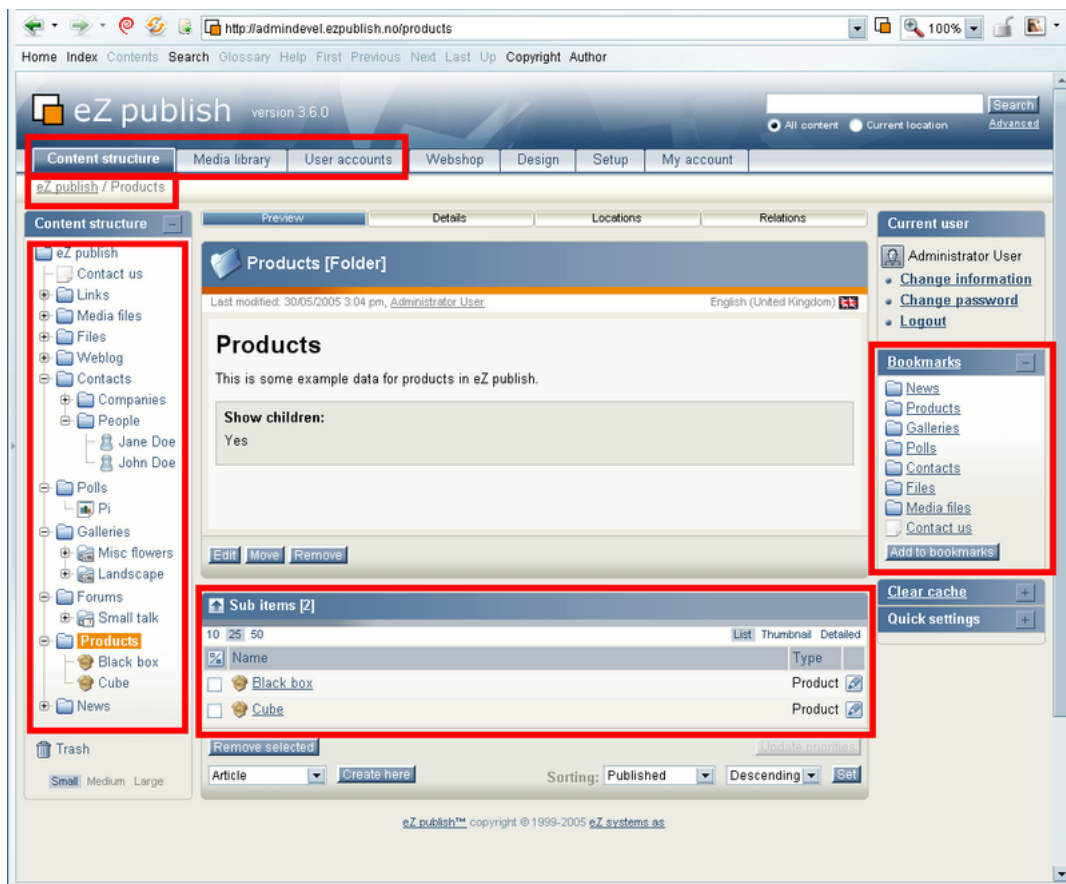 http://admindevel.ezpublish.no/products
100%
Home Index Contents Search Glossary Help First Previous Next Last Up Copyright Author
eZ publish version 3.6.0
Search
All content Current location Advanced
Content structure Media library User accounts Webshop Design Setup My account
eZ publish / Products
Content structure
eZ publish
Contact us
Links
Media files
Files
Weblog
Contacts
Companies
People
Jane Doe
John Doe
Polls
Pi
Galleries
Misc flowers
Landscape
Forums
Small talk
Products
Black box
Cube
News
Trash
Small Medium Large
Preview Details Locations Relations
Products [Folder]
Last modified: 30/05/2005 3:04 pm, Administrator User English (United Kingdom)
Products
This is some example data for products in eZ publish.
Show children:
Yes
Edit Move Remove
Sub items [2]
10 25 50 List Thumbnail Detailed
Name Type
Black box Product
Cube Product
Remove selected Update priorities
Article Create here Sorting: Published Descending Set
Current user
Administrator User
Change information
Change password
Logout
Bookmarks
News
Products
Galleries
Polls
Contacts
Files
Media files
Contact us
Add to bookmarks
Clear cache
Quick settings
eZ publish™ copyright © 1999-2005 eZ systems as